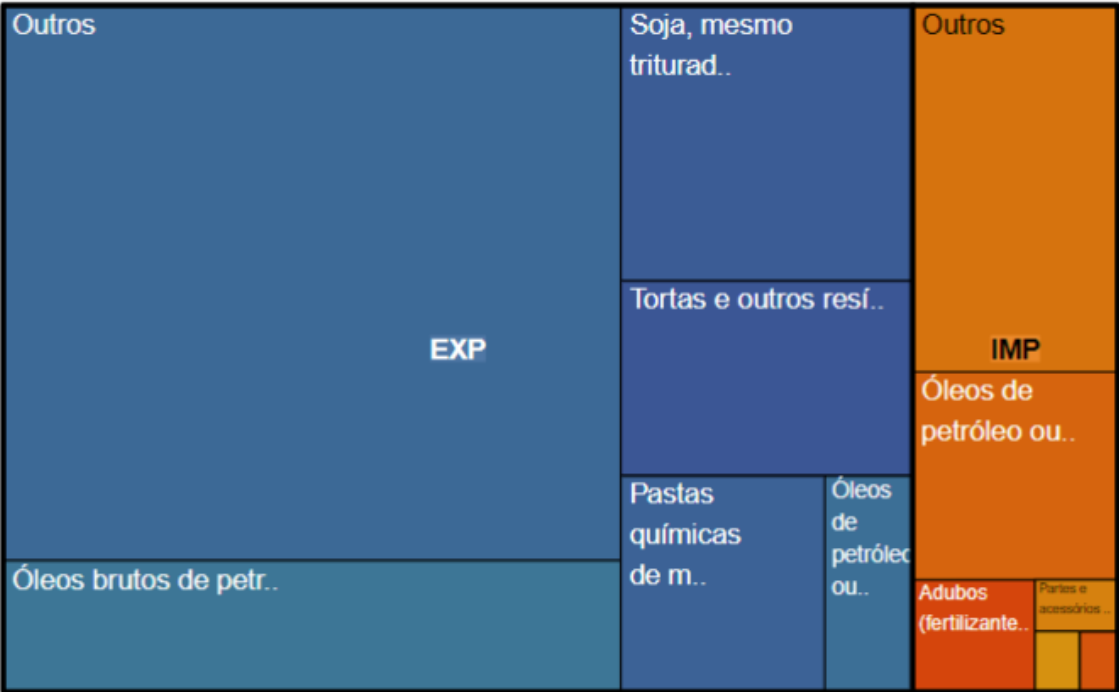 Outros
Soja, mesmo
triturad..
Outros
Tortas e outros resí..
EXP
IMP
Óleos de
petróleo ou..
Pastas
químicas
de m..
Óleos
de
petróleo
ou..
Óleos brutos de petr..
Adubos
(fertilizante..
Partes e
acessórios ..